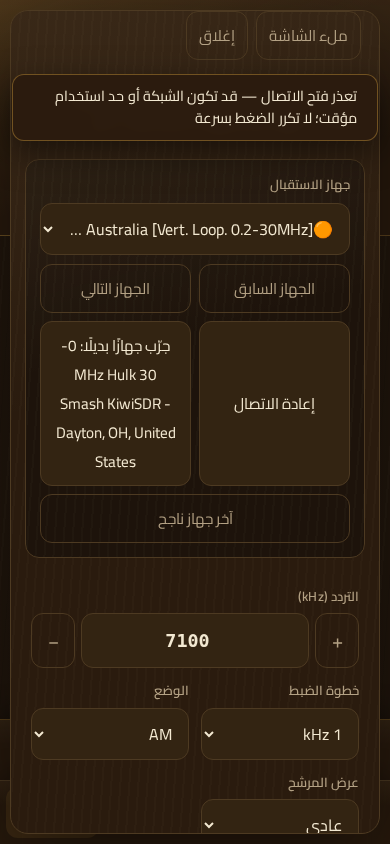 ملء الشاشة
إغلاق
تعذر فتح الاتصال — قد تكون الشبكة أو حد استخدام
مؤقت؛ لا تكرر الضغط بسرعة
جهاز الاستقبال
🟠[Vert. Loop. 0.2-30MHz] Australia ...
الجهاز السابق
الجهاز التالي
إعادة الاتصال
جرّب جهازًا بديلًا: 0-
30 MHz Hulk
Smash KiwiSDR -
Dayton, OH, United
States
آخر جهاز ناجح
التردد (kHz)
+
7100
−
خطوة الضبط
الوضع
1 kHz
AM
عرض المرشح
عادي